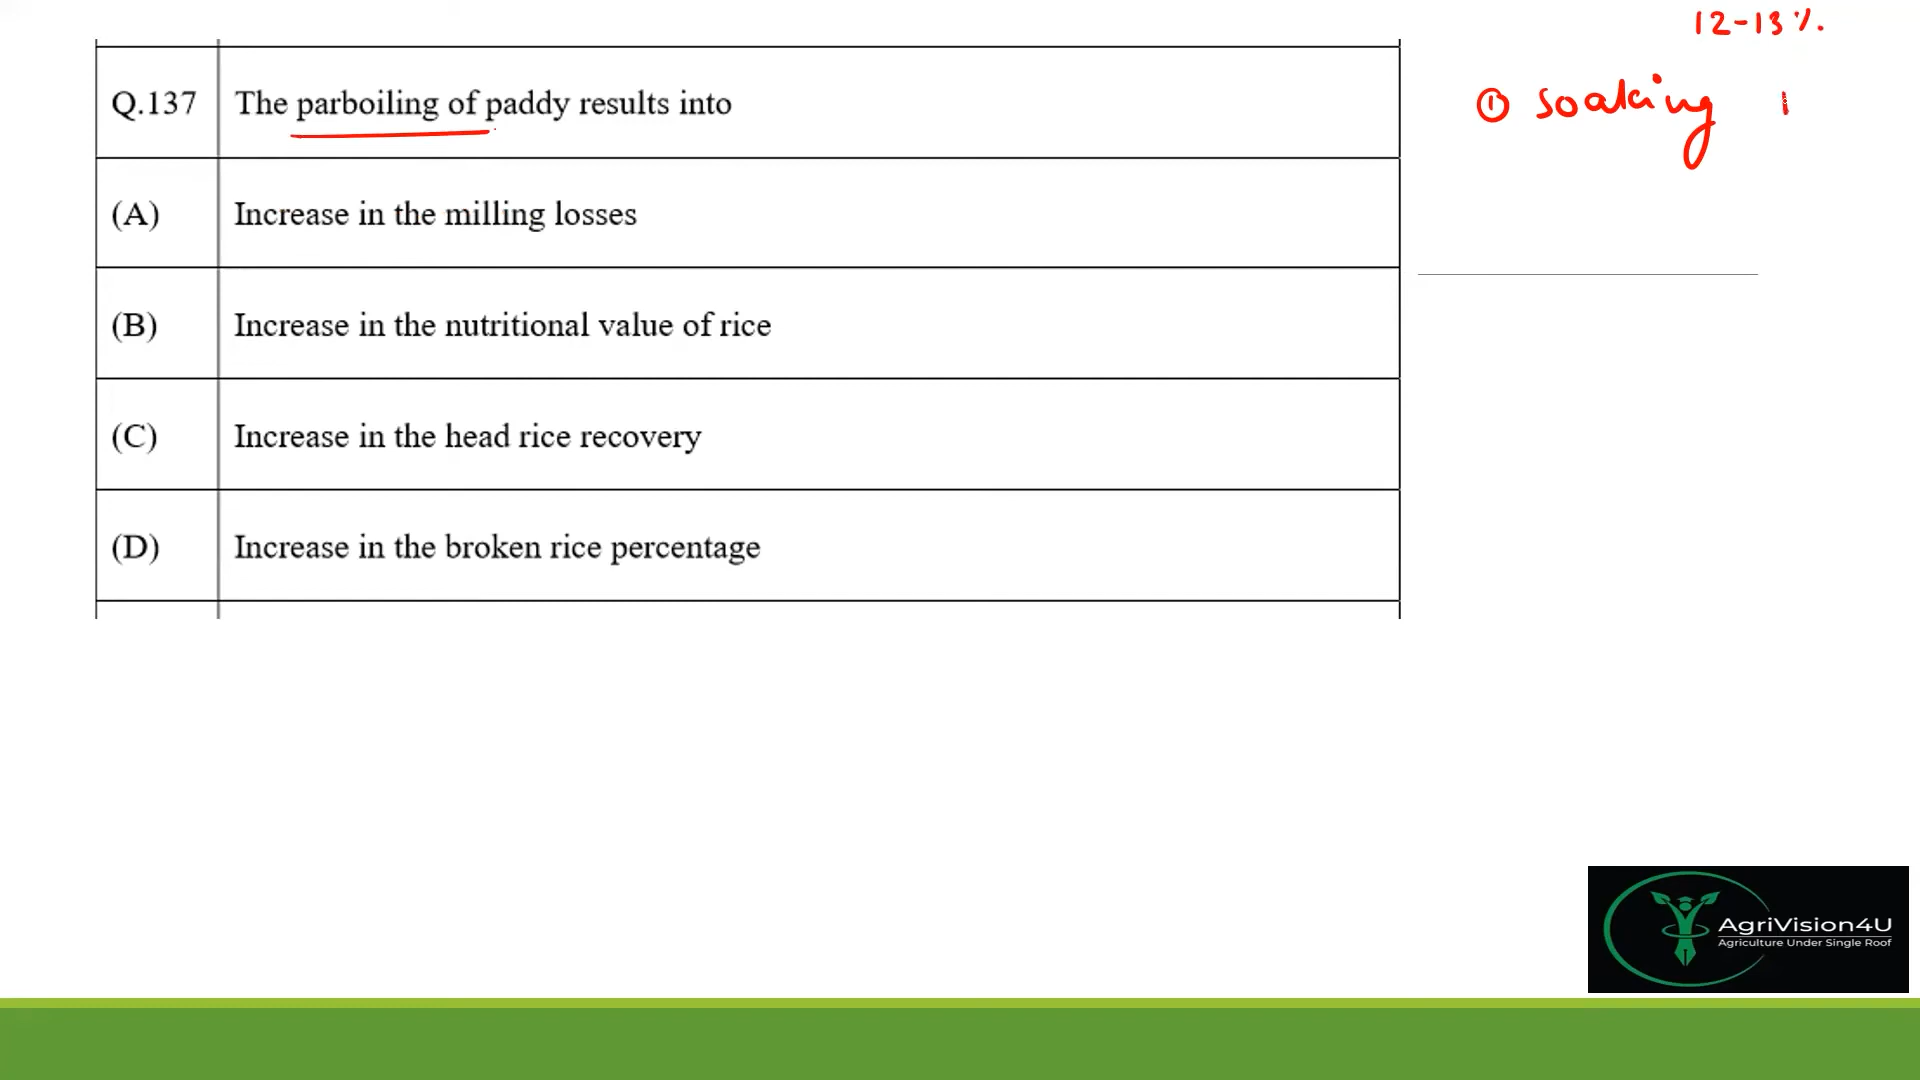 12-13%.
Q.137 The parboiling of paddy results into
① soaking
(A) Increase in the milling losses
(B) Increase in the nutritional value of rice
(C) Increase in the head rice recovery
(D) Increase in the broken rice percentage
AgriVision4U
Agriculture Under Single Roof